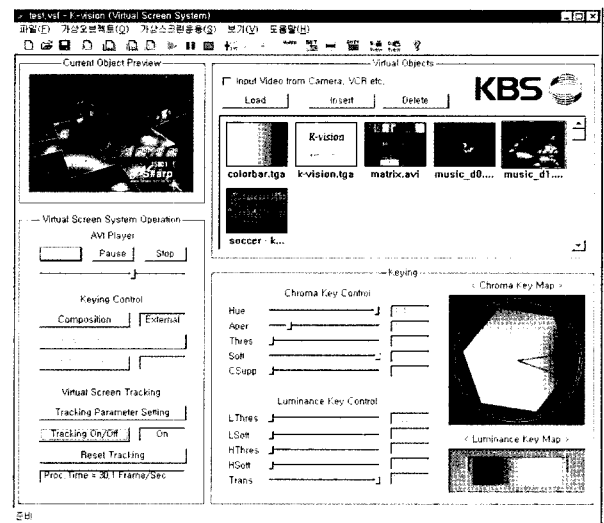 test.vst - K-vision (Virtual Screen System)
파일(F) 가상오브젝트(O) 가상스크린운용(S) 보기(V) 도움말(H)
Current Object Preview
Virtual Objects
Input Video from Camera, VCR etc,
KBS
Load Insert Delete
K-vision
colorbar.tga k-vision.tga matrix.avi music_d0.... music_d1....
soccer - k...
Virtual Screen System Operation
AVI Player
Pause Stop
Keying Control
Composition External
Virtual Screen Tracking
Tracking Parameter Setting
Tracking On/Off On
Reset Tracking
Proc.Time = 30,1 Frame/Sec
Keying
Chroma Key Control
Hue
Aper
Thres
Soft
CSupp
Luminance Key Control
LThres
LSoft
HThres
HSoft
Trans
< Chroma Key Map >
< Luminance Key Map >
준비